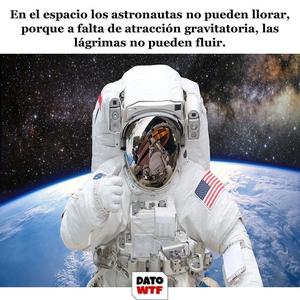 En el espacio los astronautas no pueden llorar,
porque a falta de atracción gravitatoria, las
lágrimas no pueden fluir.
DATO
WTF